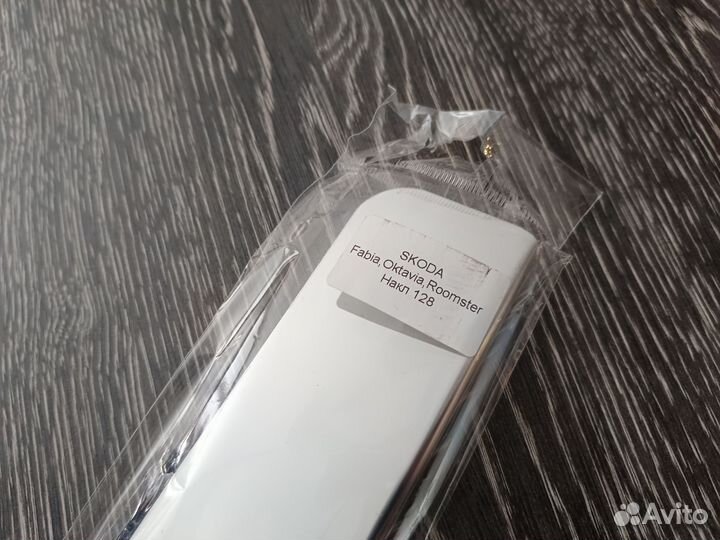 SKODA
Fabia,Oktavia,Roomster
Накл 128
Avito